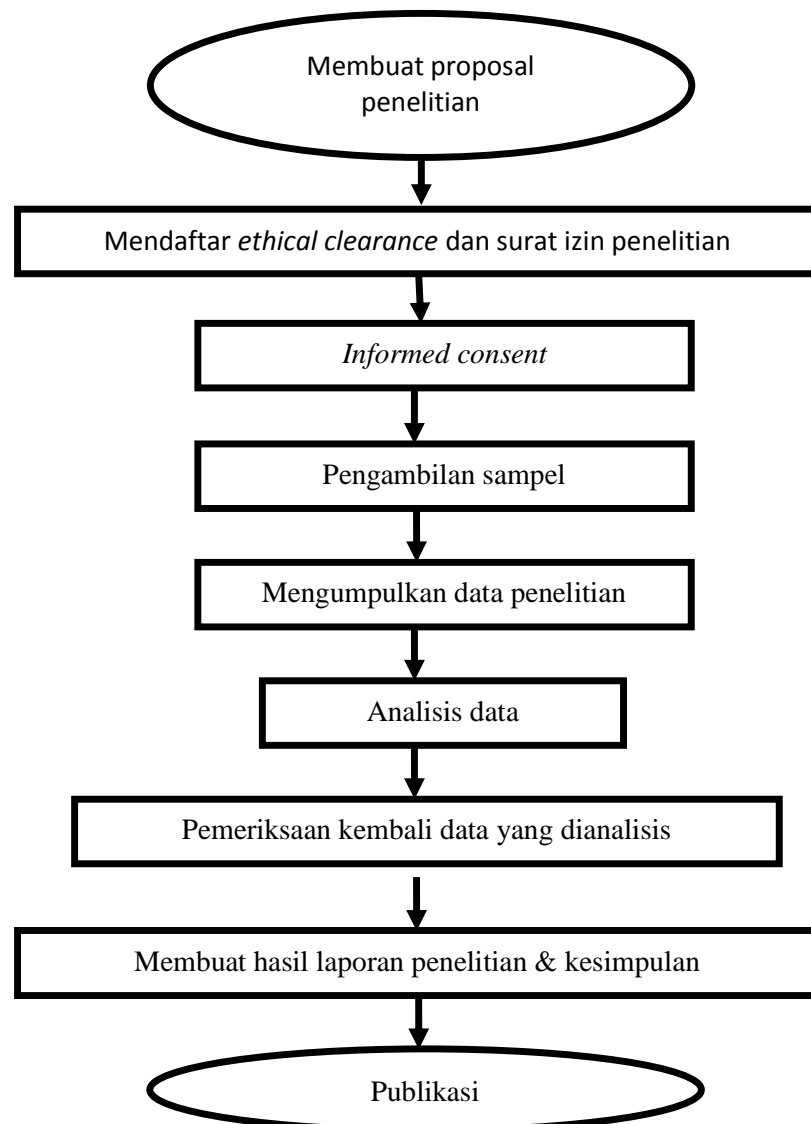 Membuat proposal
penelitian
Mendaftar ethical clearance dan surat izin penelitian
Informed consent
Pengambilan sampel
Mengumpulkan data penelitian
Analisis data
Pemeriksaan kembali data yang dianalisis
Membuat hasil laporan penelitian & kesimpulan
Publikasi